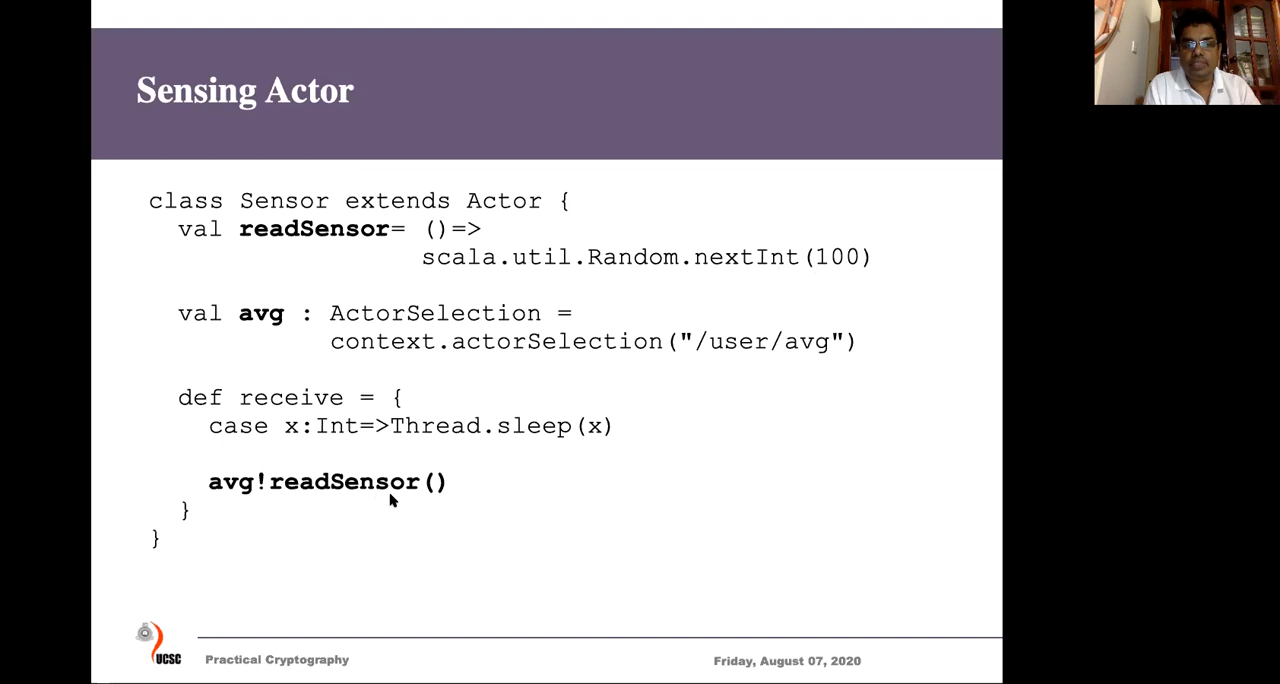 Sensing Actor
class Sensor extends Actor {
val readSensor= ()=>
scala.util.Random.nextInt(100)
val avg : ActorSelection =
context.actorSelection("/user/avg")
def receive = {
case x:Int=>Thread.sleep(x)
avg!readSensor()
}
}
UCSC
Practical Cryptography
Friday, August 07, 2020